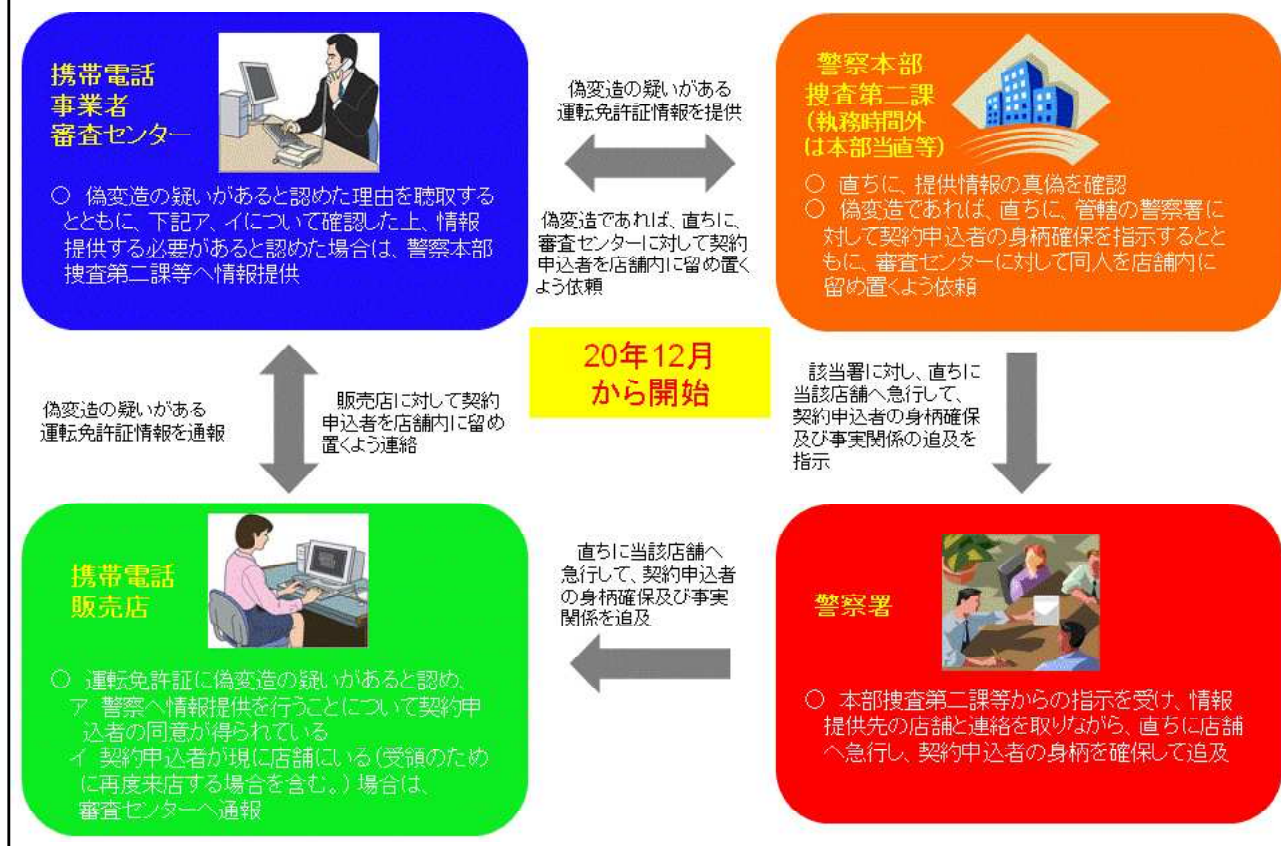 携帯電話
事業者
審査センター
○ 偽変造の疑いがあると認めた理由を聴取する
とともに、下記ア、イについて確認した上、情報
提供する必要があると認めた場合は、警察本部
捜査第二課等へ情報提供
偽変造の疑いがある
運転免許証情報を提供
偽変造であれば、直ちに、
審査センターに対して契約
申込者を店舗内に留め置く
よう依頼
警察本部
捜査第二課
(執務時間外
は本部当直等)
○ 直ちに、提供情報の真偽を確認
○ 偽変造であれば、直ちに、管轄の警察署に
対して契約申込者の身柄確保を指示するとと
もに、審査センターに対して同人を店舗内に
留め置くよう依頼
20年12月
から開始
偽変造の疑いがある
運転免許証情報を通報
販売店に対して契約
申込者を店舗内に留め
置くよう連絡
該当署に対し、直ちに
当該店舗へ急行して、
契約申込者の身柄確保
及び事実関係の追及を
指示
携帯電話
販売店
○ 運転免許証に偽変造の疑いがあると認め、
ア 警察へ情報提供を行うことについて契約申
込者の同意が得られている
イ 契約申込者が現に店舗にいる(受領のため
に再度来店する場合を含む。)場合は、
審査センターへ通報
直ちに当該店舗へ
急行して、契約申込者
の身柄確保及び事実
関係を追及
警察署
○ 本部捜査第二課等からの指示を受け、情報
提供先の店舗と連絡を取りながら、直ちに店舗
へ急行し、契約申込者の身柄を確保して追及